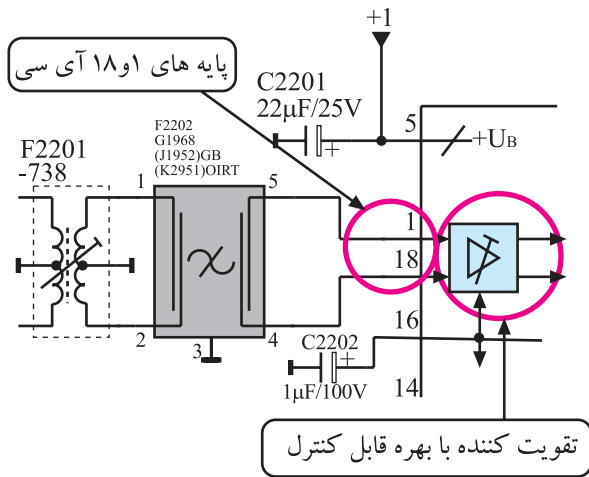 +1
پایه های ۱و۱۸ آی سی
C2201
22µF/25V
+
5
+UB
F2201
-738
F2202
G1968
(J1952)GB
(K2951)OIRT
1
5
1
18
2
3
4
C2202
+
1µF/100V
16
14
تقویت کننده با بهره قابل کنترل